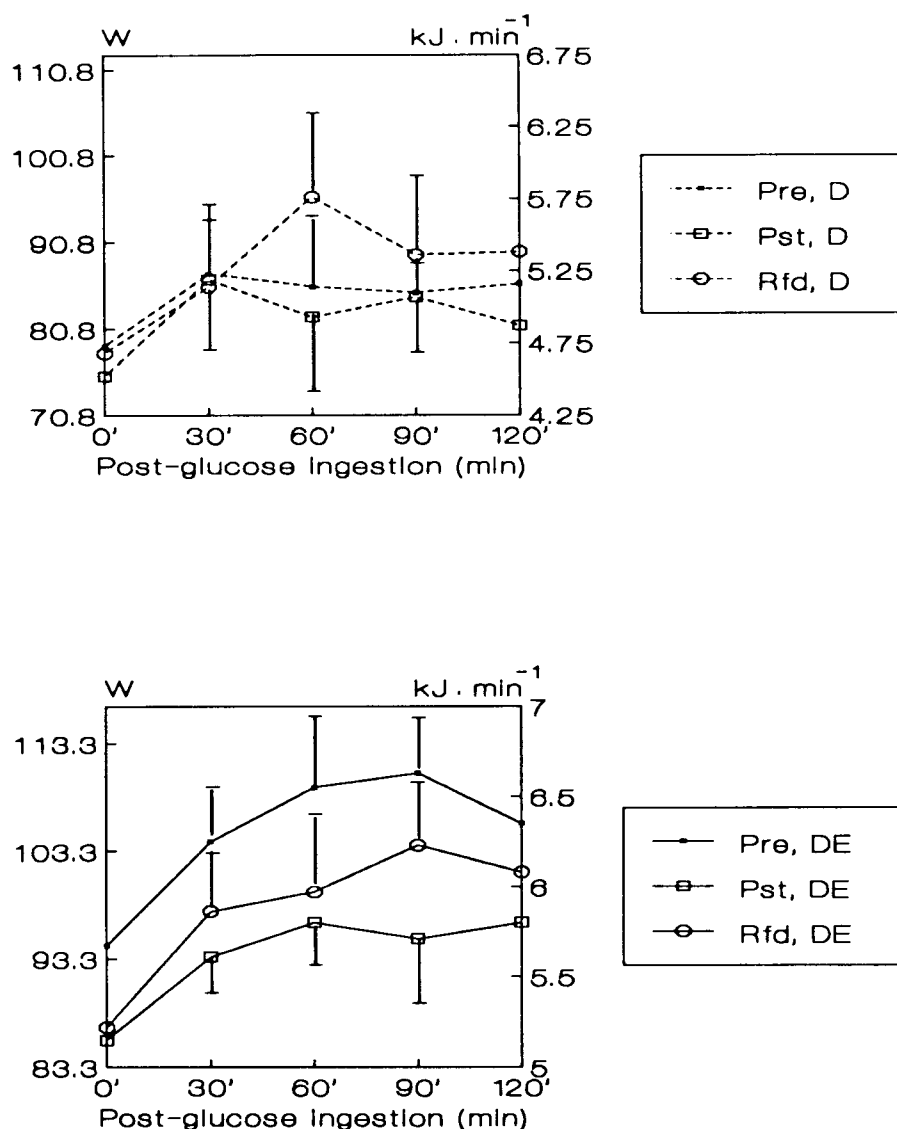 W kJ . min⁻¹
110.8
100.8
90.8
80.8
70.8
6.75
6.25
5.75
5.25
4.75
4.25
0' 30' 60' 90' 120'
Post-glucose ingestion (min)
Pre, D
Pst, D
Rfd, D
W kJ . min⁻¹
113.3
103.3
93.3
83.3
7
6.5
6
5.5
5
0' 30' 60' 90' 120'
Post-glucose ingestion (min)
Pre, DE
Pst, DE
Rfd, DE